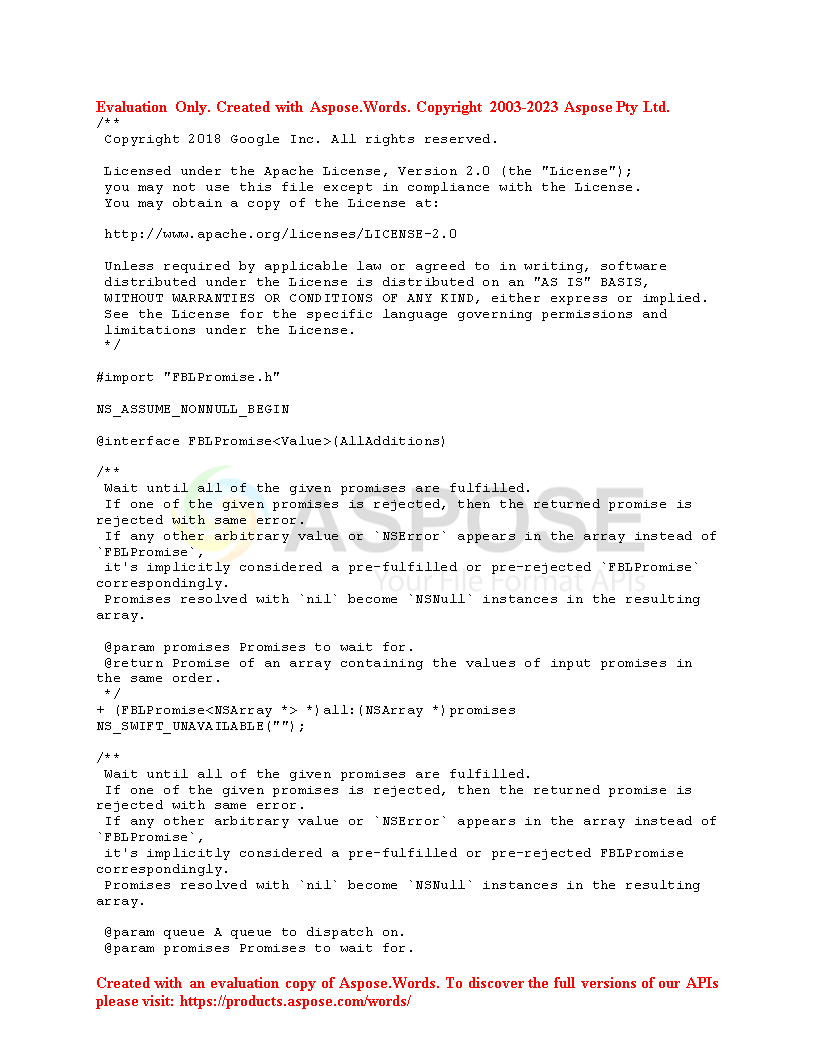 Evaluation Only. Created with Aspose.Words. Copyright 2003-2023 Aspose Pty Ltd.
/**
Copyright 2018 Google Inc. All rights reserved.
Licensed under the Apache License, Version 2.0 (the "License");
you may not use this file except in compliance with the License.
You may obtain a copy of the License at:
http://www.apache.org/licenses/LICENSE-2.0
Unless required by applicable law or agreed to in writing, software
distributed under the License is distributed on an "AS IS" BASIS,
WITHOUT WARRANTIES OR CONDITIONS OF ANY KIND, either express or implied.
See the License for the specific language governing permissions and
limitations under the License.
*/
#import "FBLPromise.h"
NS_ASSUME_NONNULL_BEGIN
@interface FBLPromise<Value>(AllAdditions)
/**
Wait until all of the given promises are fulfilled.
If one of the given promises is rejected, then the returned promise is
rejected with same error.
If any other arbitrary value or `NSError` appears in the array instead of
`FBLPromise`,
it's implicitly considered a pre-fulfilled or pre-rejected `FBLPromise`
correspondingly.
Promises resolved with `nil` become `NSNull` instances in the resulting
array.
ASPOSE
Your File Format APIs
@param promises Promises to wait for.
@return Promise of an array containing the values of input promises in
the same order.
*/
+ (FBLPromise<NSArray *> *)all:(NSArray *)promises
NS_SWIFT_UNAVAILABLE("");
/**
Wait until all of the given promises are fulfilled.
If one of the given promises is rejected, then the returned promise is
rejected with same error.
If any other arbitrary value or `NSError` appears in the array instead of
`FBLPromise`,
it's implicitly considered a pre-fulfilled or pre-rejected FBLPromise
correspondingly.
Promises resolved with `nil` become `NSNull` instances in the resulting
array.
@param queue A queue to dispatch on.
@param promises Promises to wait for.
Created with an evaluation copy of Aspose.Words. To discover the full versions of our APIs
please visit: https://products.aspose.com/words/